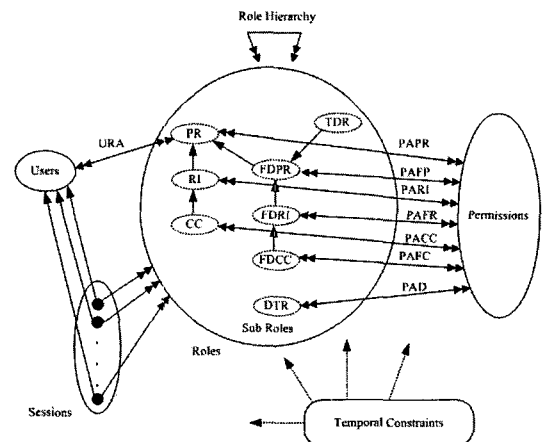 Role Hierarchy
TDR
PR
URA
PAPR
Users
FDPR
PAFP
RI
PARI
FDRI
PAFR
Permissions
CC
PACC
FDCC
PAFC
PAD
DTR
Sub Roles
Roles
Sessions
Temporal Constraints